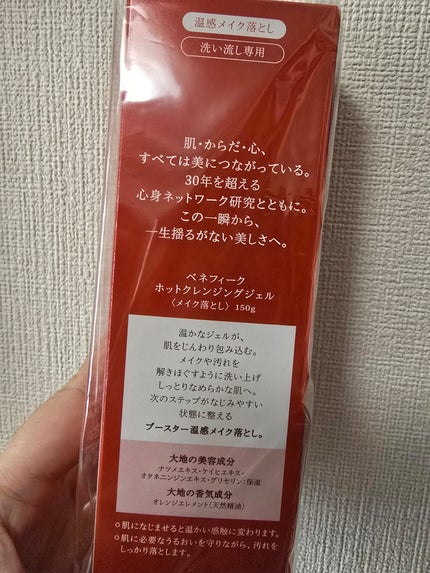 温感メイク落とし
洗い流し専用
肌・からだ・心、
すべては美につながっている。
30年を超える
心身ネットワーク研究とともに。
この一瞬から、
一生揺るがない美しさへ。
ベネフィーク
ホットクレンジングジェル
〈メイク落とし〉150g
温かなジェルが、
肌をじんわり包み込む。
メイクや汚れを
解きほぐすように洗い上げ
しっとりなめらかな肌へ。
次のステップがなじみやすい
状態に整える
ブースター温感メイク落とし。
大地の美容成分
ナツメエキス・ケイヒエキス・
オタネニンジンエキス・グリセリン:保湿
大地の香気成分
オレンジエレメント(天然精油)
○肌になじませると温かい感触に変わります。
○肌に必要なうるおいを守りながら、汚れを
しっかり落とします。